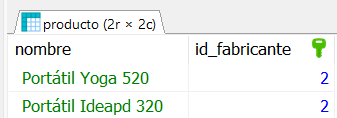 producto (2r × 2c)
nombre id_fabricante
Portátil Yoga 520 2
Portátil Ideapd 320 2